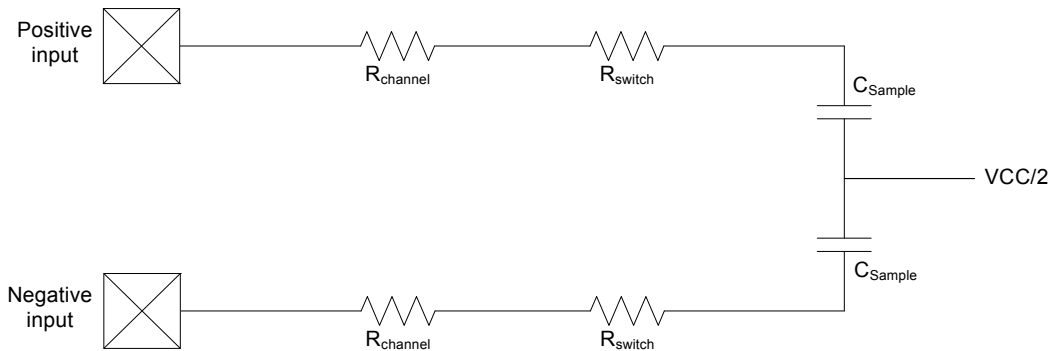 Positive
input
Rchannel
Rswitch
CSample
VCC/2
CSample
Negative
input
Rchannel
Rswitch